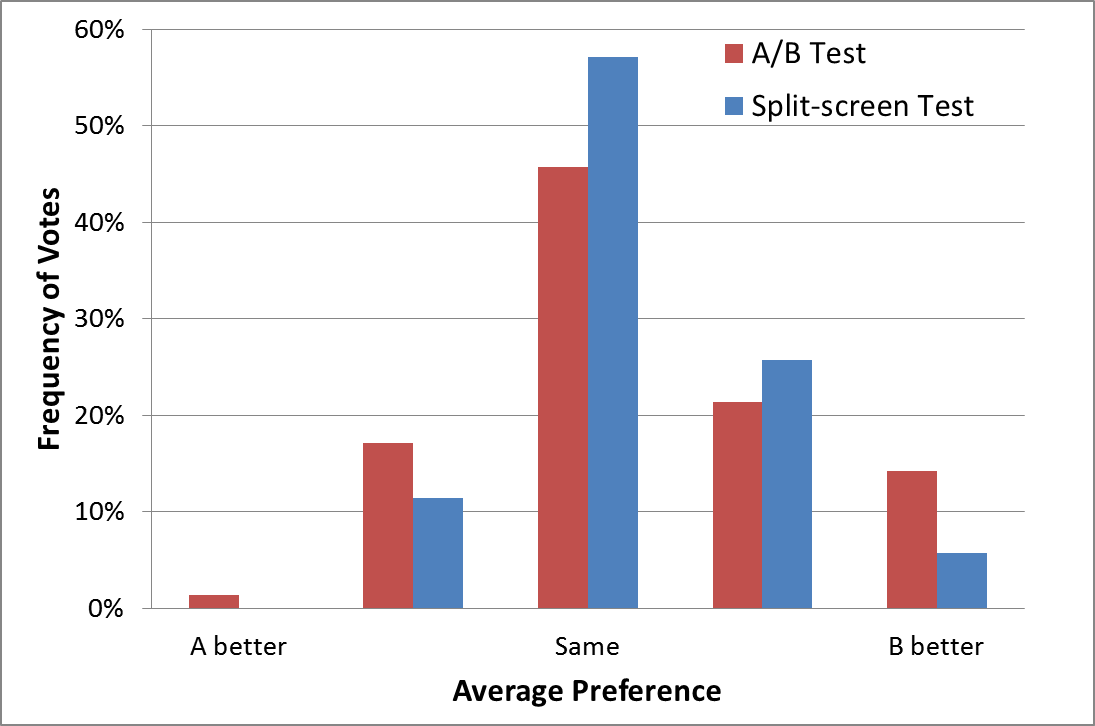 60%
50%
40%
30%
20%
10%
0%
A/B Test
Split-screen Test
Frequency of Votes
A better
Same
B better
Average Preference